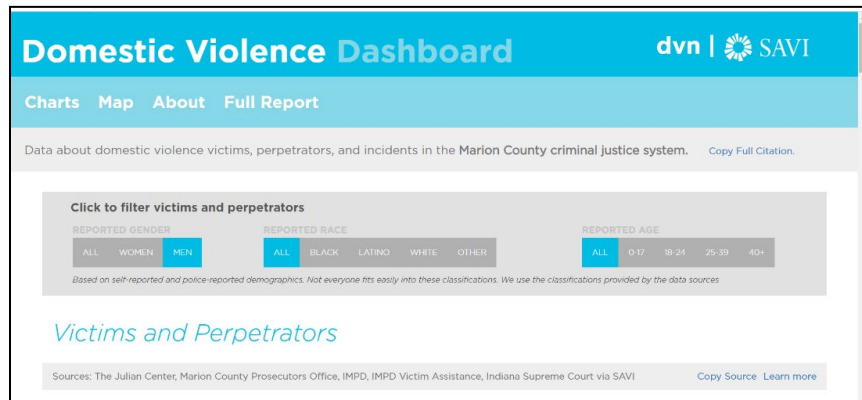 Domestic Violence Dashboard
dvn | SAVI
Charts Map About Full Report
Data about domestic violence victims, perpetrators, and incidents in the Marion County criminal justice system. Copy Full Citation.
Click to filter victims and perpetrators
REPORTED GENDER REPORTED RACE REPORTED AGE
ALL WOMEN MEN ALL BLACK LATINO WHITE OTHER ALL 0-17 18-24 25-39 40+
Based on self-reported and police-reported demographics. Not everyone fits easily into these classifications. We use the classifications provided by the data sources
Victims and Perpetrators
Sources: The Julian Center, Marion County Prosecutors Office, IMPD, IMPD Victim Assistance, Indiana Supreme Court via SAVI Copy Source Learn more